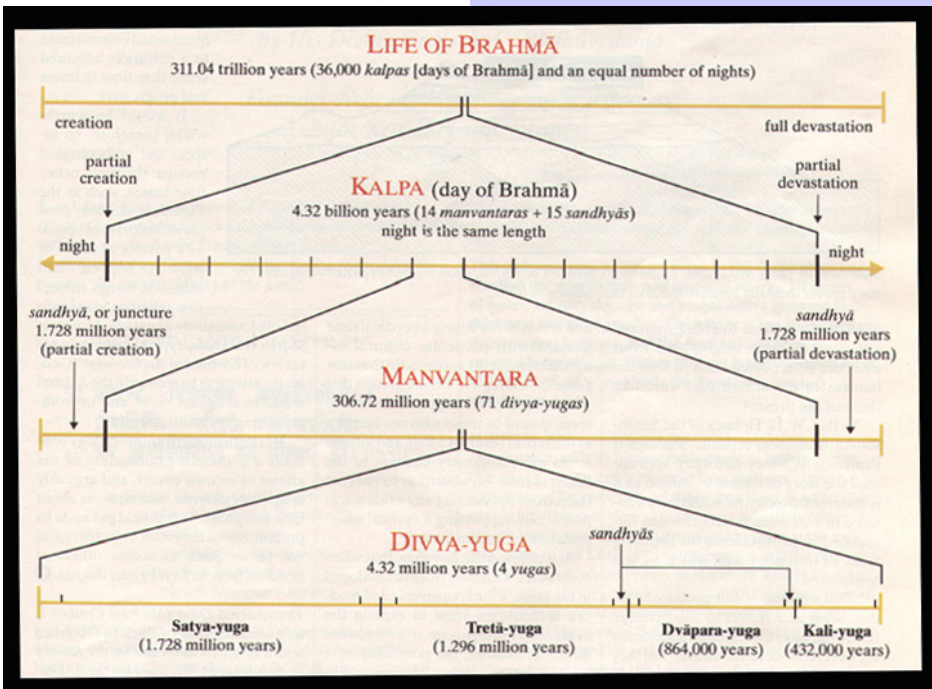 LIFE OF BRAHMĀ
311.04 trillion years (36,000 kalpas [days of Brahmā] and an equal number of nights)
creation
full devastation
partial
creation
partial
devastation
KALPA (day of Brahmā)
4.32 billion years (14 manvantaras + 15 sandhyās)
night is the same length
night
night
sandhyā, or juncture
1.728 million years
(partial creation)
sandhyā
1.728 million years
(partial devastation)
MANVANTARA
306.72 million years (71 divya-yugas)
DIVYA-YUGA
4.32 million years (4 yugas)
sandhyās
Satya-yuga
(1.728 million years)
Tretā-yuga
(1.296 million years)
Dvāpara-yuga
(864,000 years)
Kali-yuga
(432,000 years)